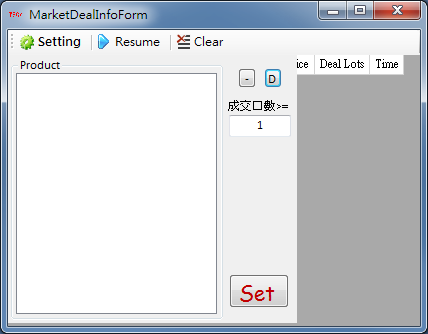 MarketDealInfoForm
Setting Resume Clear
Product
- D
ice Deal Lots Time
成交口數>=
1
Set